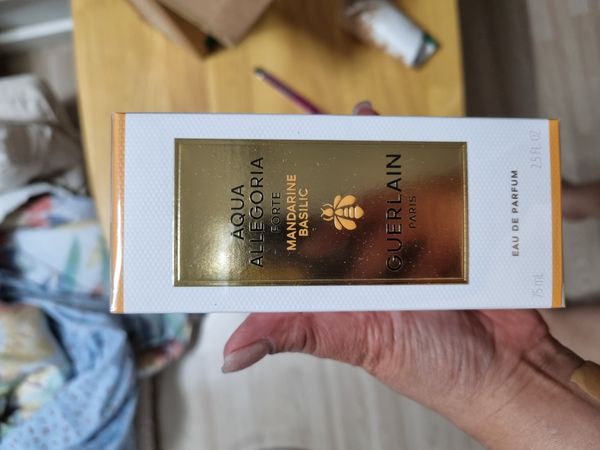 AQUA
ALLEGORIA
FORTE
MANDARINE
BASILIC
GUERLAIN
PARIS
EAU DE PARFUM
75 mL 2.5 FL OZ